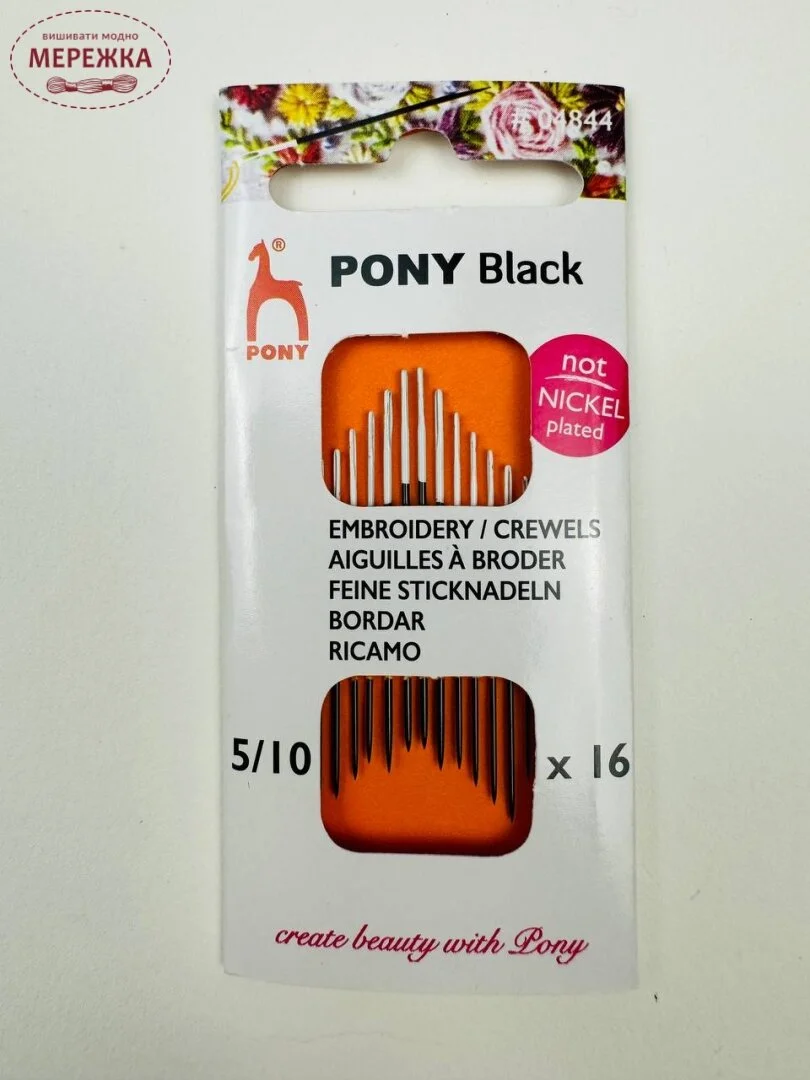 вишивати модно
МЕРЕЖКА
# 04844
®
PONY
PONY Black
not
NICKEL
plated
EMBROIDERY / CREWELS
AIGUILLES À BRODER
FEINE STICKNADELN
BORDAR
RICAMO
5/10
x 16
create beauty with Pony